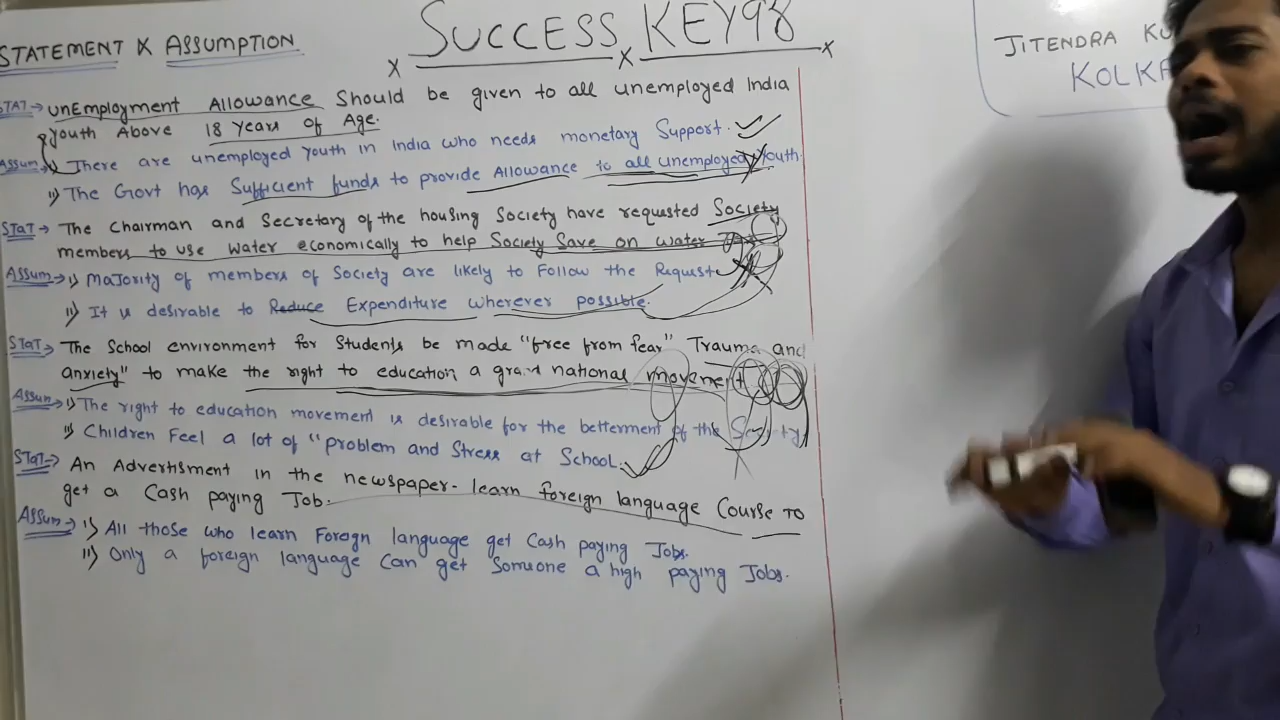 SUCCESS KEY98
STATEMENT X ASSUMPTION
JITENDRA
STAT → UnEmployment Allowance Should be given to all unemployed India
youth Above 18 years of Age.
Assum → i) There are unemployed youth in India who needs monetary Support.
ii) The Govt has Sufficient funds to provide Allowance to all unemployed youth.
STAT → The Chairman and Secretary of the housing Society have requested Society
members to use water economically to help Society Save on water
Assum → i) Majority of members of Society are likely to Follow the Request
ii) It is desirable to Reduce Expenditure wherever possible.
STAT → The School environment for Students be made "free from fear" Trauma and
anxiety" to make the right to education a grand national movement
Assum → i) The right to education movement is desirable for the betterment of the Society
ii) Children Feel a lot of "problem and Stress at School.
STAT → An Advertisment in the newspaper- learn foreign language Course To
get a Cash paying Job.
Assum → i) All those who learn Forogn language get Cash paying Jobs.
ii) Only a foreign language Can get Someone a high paying Jobs.